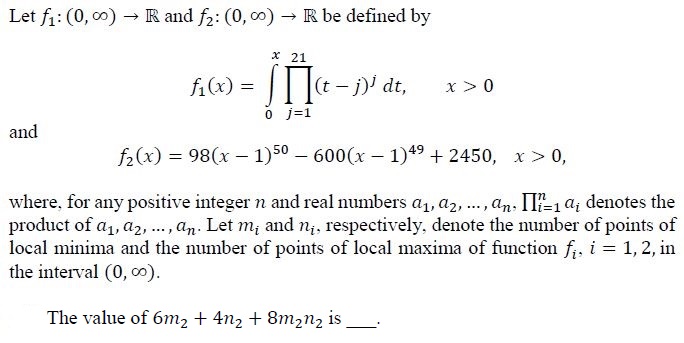 Let f₁: (0, ∞) → ℝ and f₂: (0, ∞) → ℝ be defined by
f₁(x) = ∫₀ˣ ∏ⱼ₌₁²¹ (t − j)ʲ dt, x > 0
and
f₂(x) = 98(x − 1)⁵⁰ − 600(x − 1)⁴⁹ + 2450, x > 0,
where, for any positive integer n and real numbers a₁, a₂, …, aₙ, ∏ⁿᵢ₌₁ aᵢ denotes the
product of a₁, a₂, …, aₙ. Let mᵢ and nᵢ, respectively, denote the number of points of
local minima and the number of points of local maxima of function fᵢ, i = 1, 2, in
the interval (0, ∞).
The value of 6m₂ + 4n₂ + 8m₂n₂ is ___.